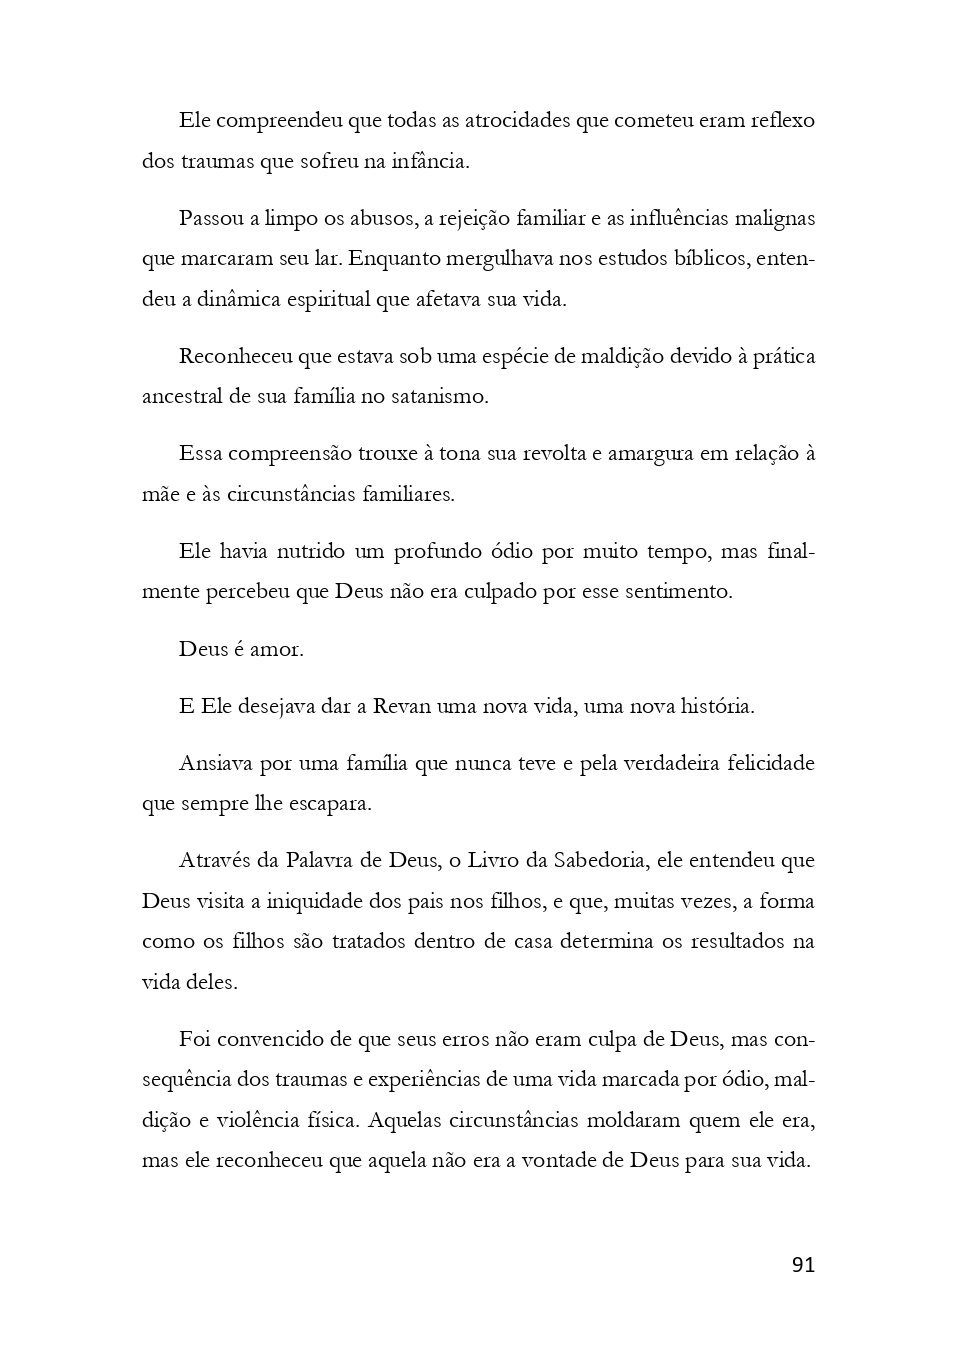 Ele compreendeu que todas as atrocidades que cometeu eram reflexo
dos traumas que sofreu na infância.
Passou a limpo os abusos, a rejeição familiar e as influências malignas
que marcaram seu lar. Enquanto mergulhava nos estudos bíblicos, enten-
deu a dinâmica espiritual que afetava sua vida.
Reconheceu que estava sob uma espécie de maldição devido à prática
ancestral de sua família no satanismo.
Essa compreensão trouxe à tona sua revolta e amargura em relação à
mãe e às circunstâncias familiares.
Ele havia nutrido um profundo ódio por muito tempo, mas final-
mente percebeu que Deus não era culpado por esse sentimento.
Deus é amor.
E Ele desejava dar a Revan uma nova vida, uma nova história.
Ansiava por uma família que nunca teve e pela verdadeira felicidade
que sempre lhe escapara.
Através da Palavra de Deus, o Livro da Sabedoria, ele entendeu que
Deus visita a iniquidade dos pais nos filhos, e que, muitas vezes, a forma
como os filhos são tratados dentro de casa determina os resultados na
vida deles.
Foi convencido de que seus erros não eram culpa de Deus, mas con-
sequência dos traumas e experiências de uma vida marcada por ódio, mal-
dição e violência física. Aquelas circunstâncias moldaram quem ele era,
mas ele reconheceu que aquela não era a vontade de Deus para sua vida.
91